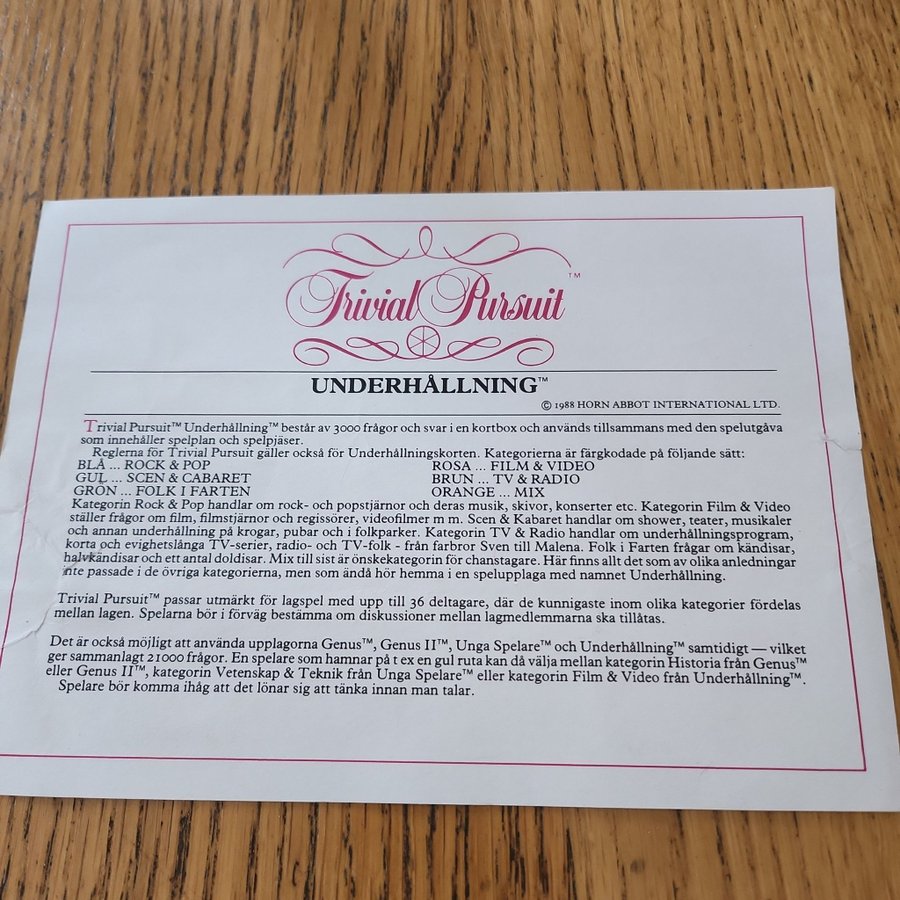 Trivial Pursuit™
UNDERHÅLLNING™
© 1988 HORN ABBOT INTERNATIONAL LTD.
Trivial Pursuit™ Underhållning™ består av 3000 frågor och svar i en kortbox och används tillsammans med den spelutgåva
som innehåller spelplan och spelpjäser.
Reglerna för Trivial Pursuit gäller också för Underhållningskorten. Kategorierna är färgkodade på följande sätt:
BLÅ ... ROCK & POP ROSA ... FILM & VIDEO
GUL ... SCEN & CABARET BRUN ... TV & RADIO
GRÖN ... FOLK I FARTEN ORANGE ... MIX
Kategorin Rock & Pop handlar om rock- och popstjärnor och deras musik, skivor, konserter etc. Kategorin Film & Video
ställer frågor om film, filmstjärnor och regissörer, videofilmer m m. Scen & Kabaret handlar om shower, teater, musikaler
och annan underhållning på krogar, pubar och i folkparker. Kategorin TV & Radio handlar om underhållningsprogram,
korta och evighetslånga TV-serier, radio- och TV-folk - från farbror Sven till Malena. Folk i Farten frågar om kändisar,
halvkändisar och ett antal doldisar. Mix till sist är önskekategorin för chanstagare. Här finns allt det som av olika anledningar
inte passade i de övriga kategorierna, men som ändå hör hemma i en spelupplaga med namnet Underhållning.
Trivial Pursuit™ passar utmärkt för lagspel med upp till 36 deltagare, där de kunnigaste inom olika kategorier fördelas
mellan lagen. Spelarna bör i förväg bestämma om diskussioner mellan lagmedlemmarna ska tillåtas.
Det är också möjligt att använda upplagorna Genus™, Genus II™, Unga Spelare™ och Underhållning™ samtidigt — vilket
ger sammanlagt 21000 frågor. En spelare som hamnar på t ex en gul ruta kan då välja mellan kategorin Historia från Genus™
eller Genus II™, kategorin Vetenskap & Teknik från Unga Spelare™ eller kategorin Film & Video från Underhållning™.
Spelare bör komma ihåg att det lönar sig att tänka innan man talar.